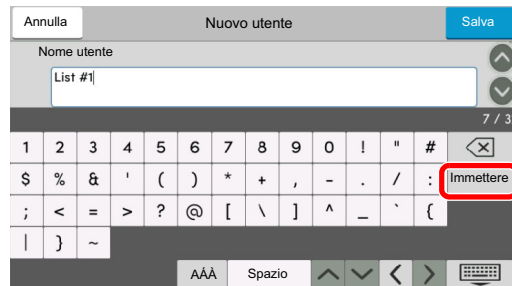 Annulla Nuovo utente Salva
Nome utente
List #1
7 / 3
1 2 3 4 5 6 7 8 9 0 ! " #
$ % & ' ( ) * + , - . / : Immettere
; < = > ? @ [ \ ] ^ _ ` {
| } ~
AÁÀ Spazio